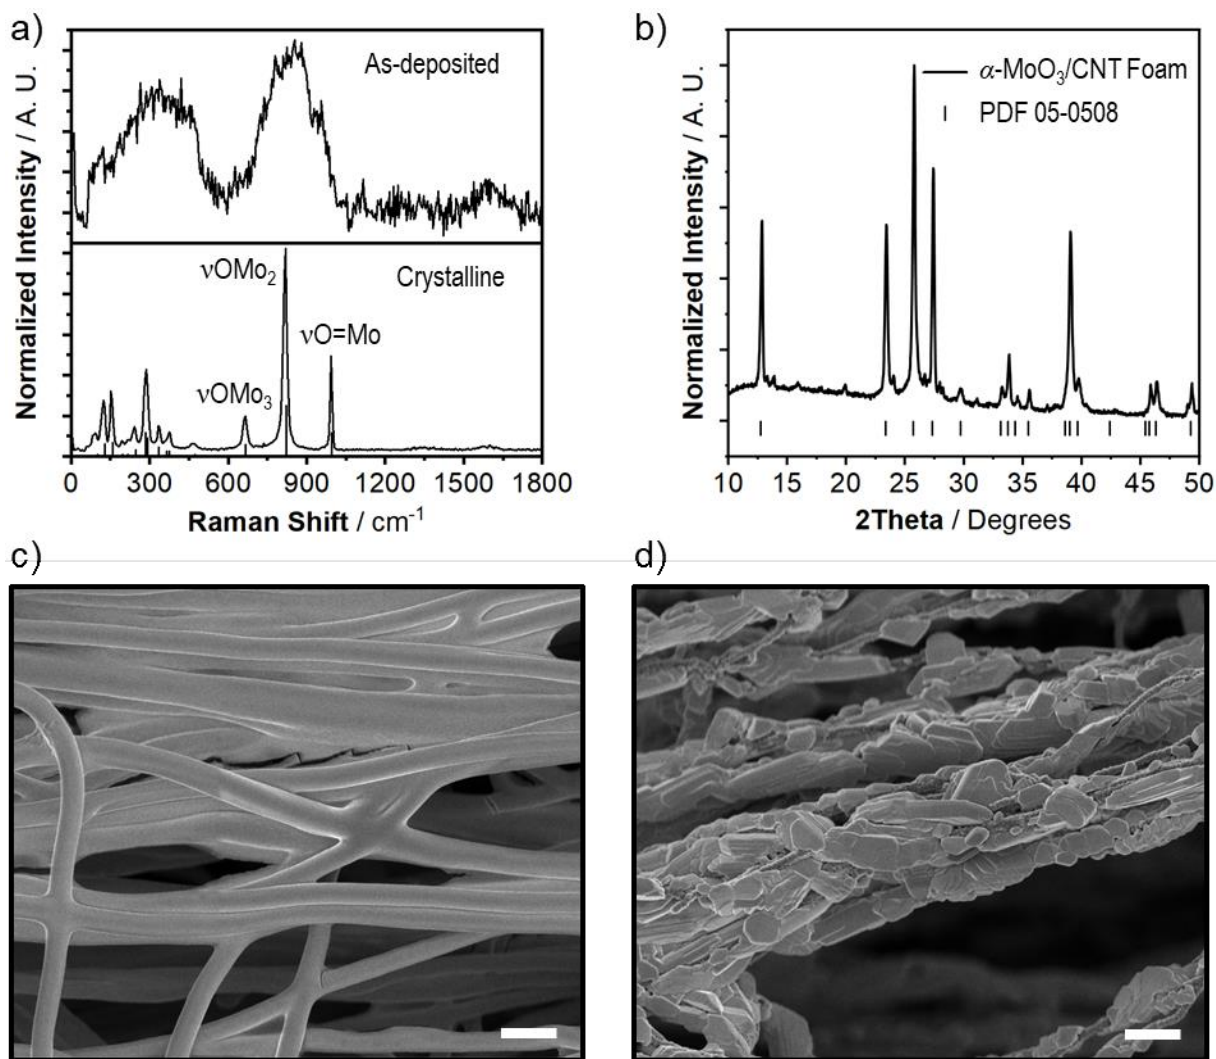 a)
As-deposited
Crystalline
νOMo₂
νO=Mo
νOMo₃
Normalized Intensity / A. U.
0 300 600 900 1200 1500 1800
Raman Shift / cm⁻¹
b)
α-MoO₃/CNT Foam
PDF 05-0508
Normalized Intensity / A. U.
10 15 20 25 30 35 40 45 50
2Theta / Degrees
c)
d)